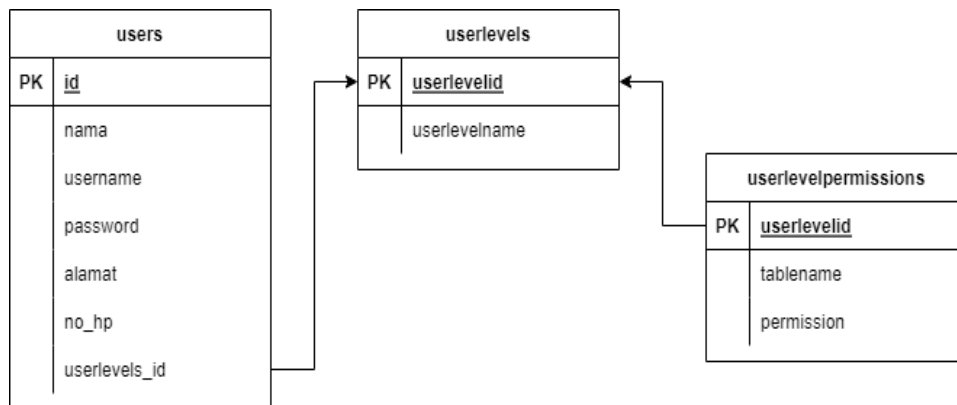 users
PK id
nama
username
password
alamat
no_hp
userlevels_id
userlevels
PK userlevelid
userlevelname
userlevelpermissions
PK userlevelid
tablename
permission